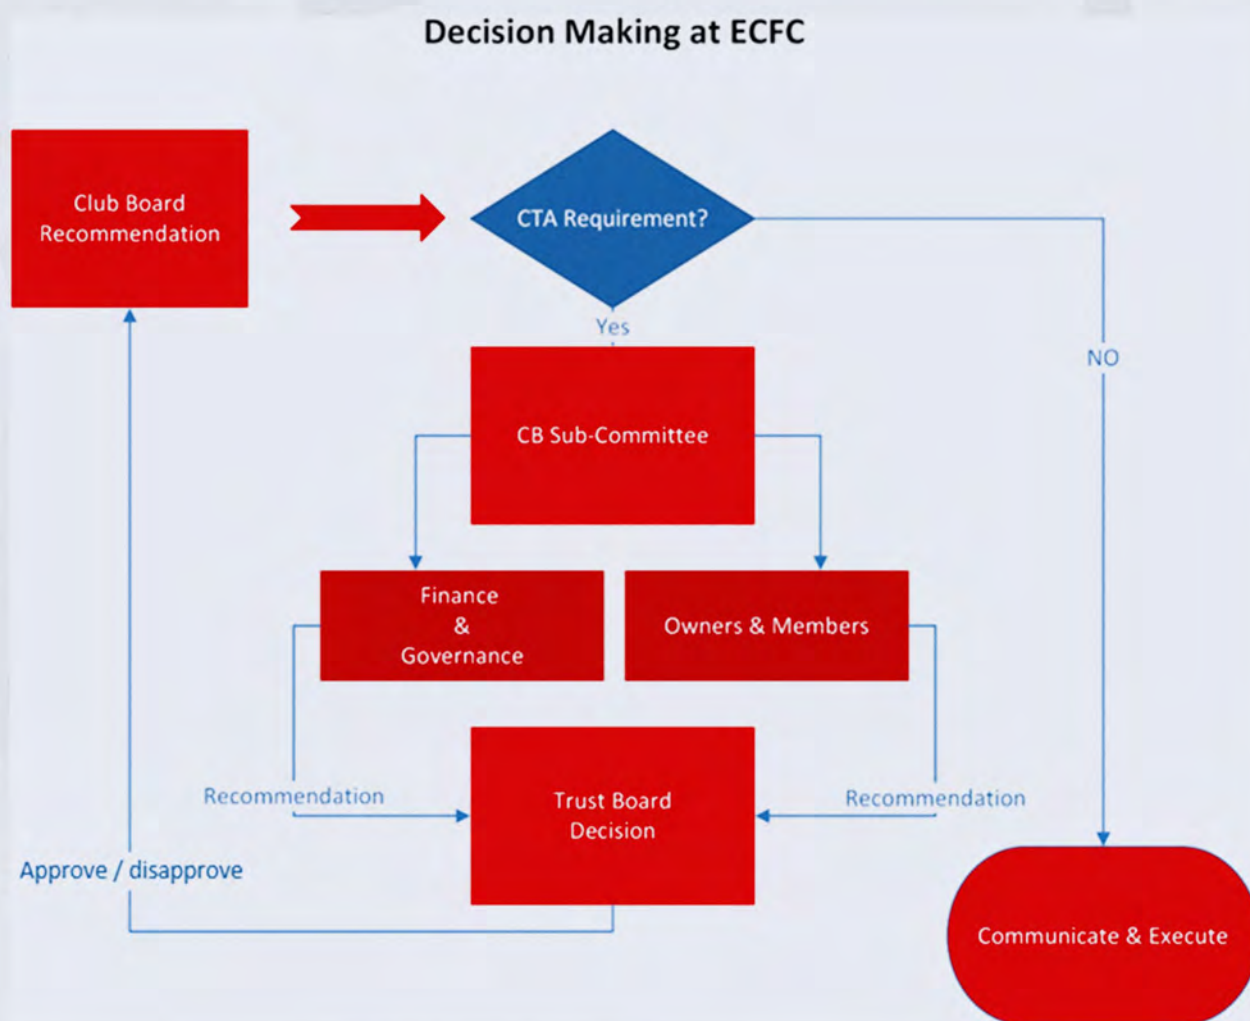 Decision Making at ECFC
Club Board
Recommendation
CTA Requirement?
Yes
NO
CB Sub-Committee
Finance
&
Governance
Owners & Members
Recommendation
Trust Board
Decision
Recommendation
Approve / disapprove
Communicate & Execute